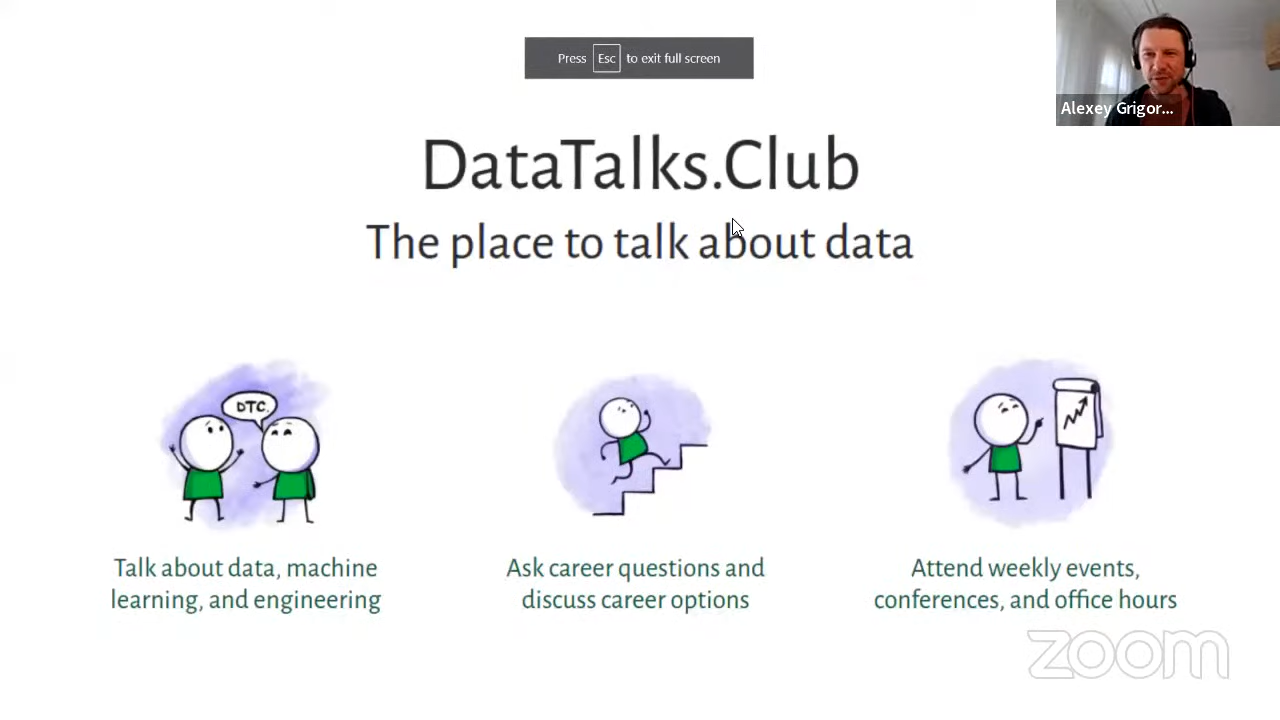 Press Esc to exit full screen
Alexey Grigor...
DataTalks.Club
The place to talk about data
DTC.
Talk about data, machine
learning, and engineering
Ask career questions and
discuss career options
Attend weekly events,
conferences, and office hours
zoom